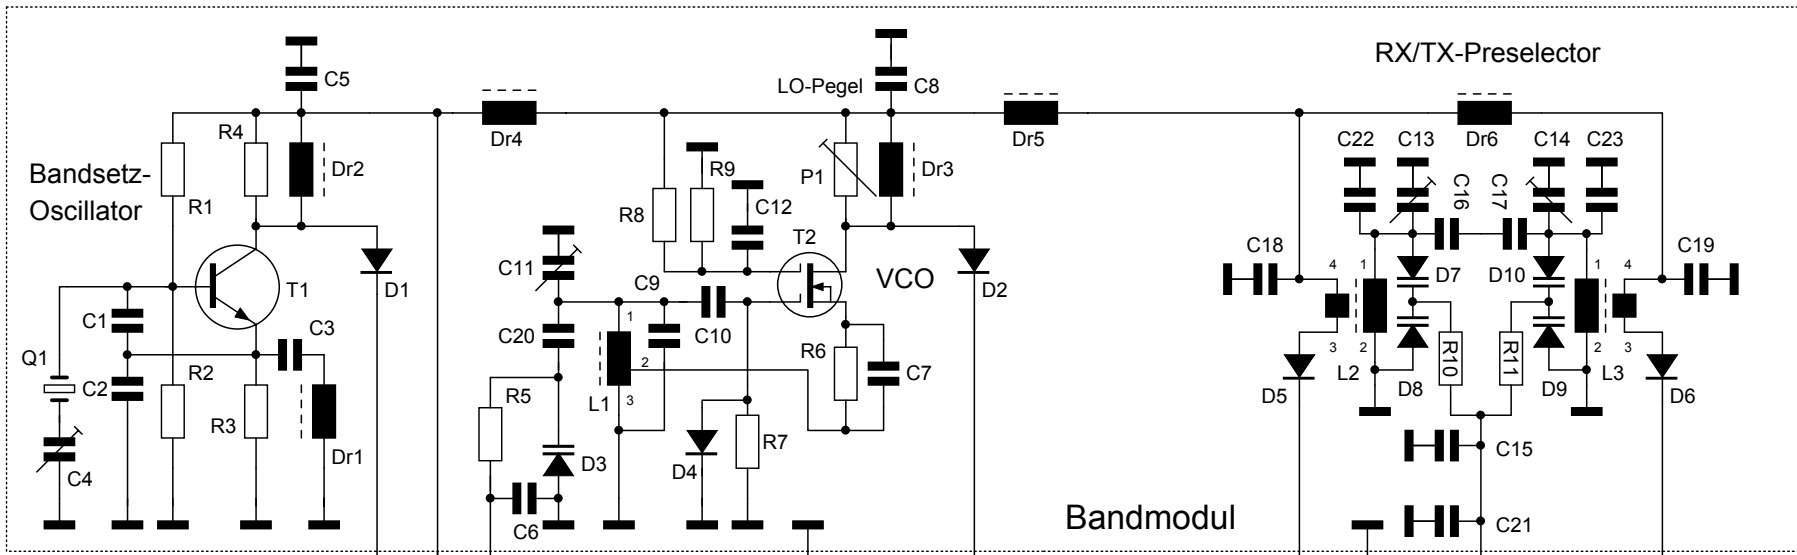 C5
C8
RX/TX-Preselector
LO-Pegel
R4
Dr4
Dr5
Dr6
C22
C13
C14
C23
Bandsetz-
Oscillator
R1
Dr2
R9
P1
Dr3
C16
C17
R8
C12
T2
C11
VCO
C18
C19
T1
D1
C9
D2
4
1
D7
D10
1
4
C1
C3
C20
1
C10
2
R6
C7
3
2
R10
R11
2
3
Q1
C2
R2
R5
L1
3
L2
D8
D9
L3
D5
D6
R3
Dr1
C4
D3
D4
R7
C15
C6
Bandmodul
C21